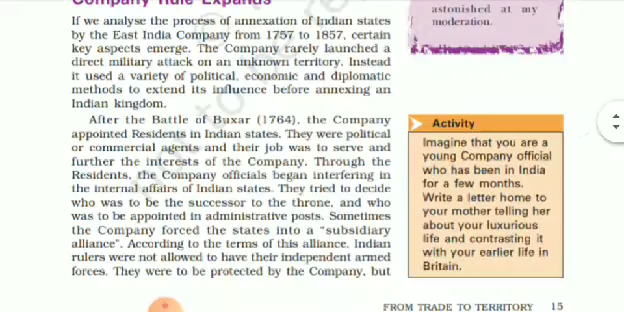 Company Rule Expands
If we analyse the process of annexation of Indian states
by the East India Company from 1757 to 1857, certain
key aspects emerge. The Company rarely launched a
direct military attack on an unknown territory. Instead
it used a variety of political, economic and diplomatic
methods to extend its influence before annexing an
Indian kingdom.
After the Battle of Buxar (1764), the Company
appointed Residents in Indian states. They were political
or commercial agents and their job was to serve and
further the interests of the Company. Through the
Residents, the Company officials began interfering in
the internal affairs of Indian states. They tried to decide
who was to be the successor to the throne, and who
was to be appointed in administrative posts. Sometimes
the Company forced the states into a "subsidiary
alliance". According to the terms of this alliance, Indian
rulers were not allowed to have their independent armed
forces. They were to be protected by the Company, but
astonished at my
moderation.
Activity
Imagine that you are a
young Company official
who has been in India
for a few months.
Write a letter home to
your mother telling her
about your luxurious
life and contrasting it
with your earlier life in
Britain.
FROM TRADE TO TERRITORY 15